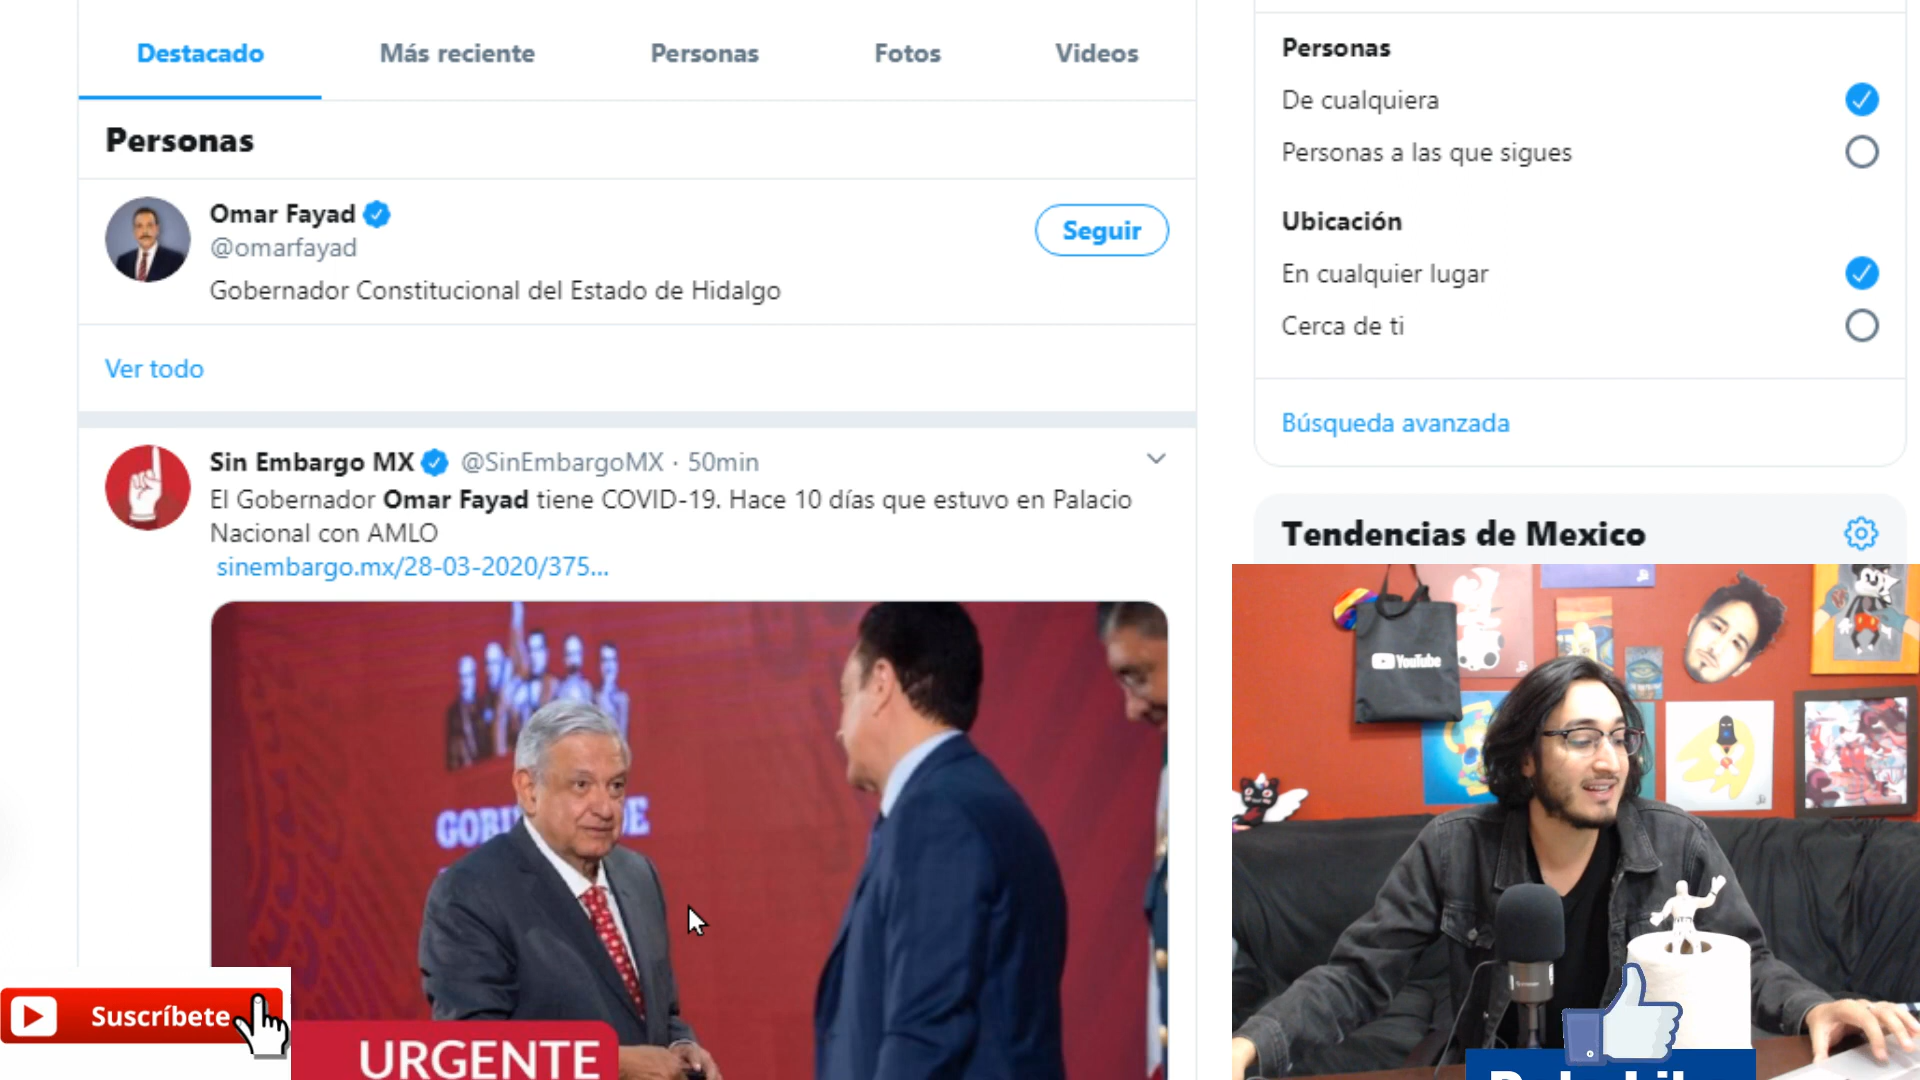 Destacado
Más reciente
Personas
Fotos
Videos
Personas
Omar Fayad
@omarfayad
Gobernador Constitucional del Estado de Hidalgo
Seguir
Ver todo
Sin Embargo MX @SinEmbargoMX · 50min
El Gobernador Omar Fayad tiene COVID-19. Hace 10 días que estuvo en Palacio
Nacional con AMLO
sinembargo.mx/28-03-2020/375...
URGENTE
Suscríbete
Personas
De cualquiera
Personas a las que sigues
Ubicación
En cualquier lugar
Cerca de ti
Búsqueda avanzada
Tendencias de Mexico
YouTube